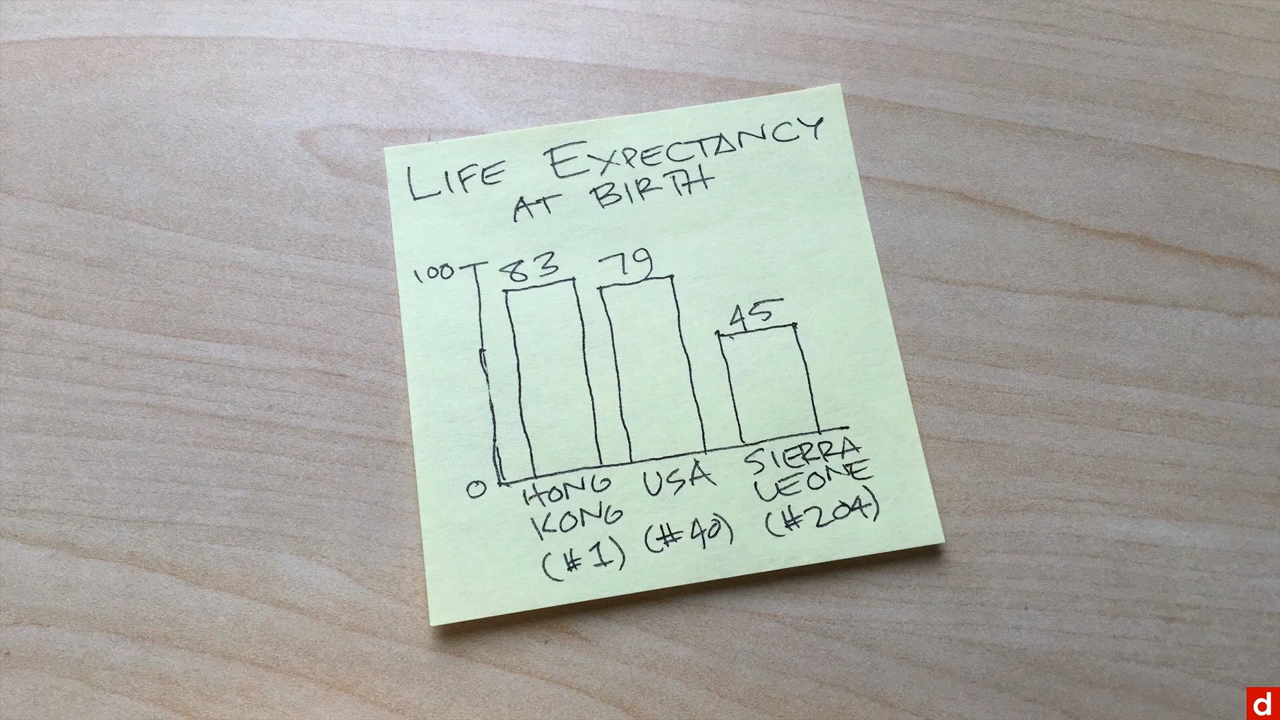 LIFE EXPECTANCY
AT BIRTH
100
83
79
45
0
HONG
KONG
(#1)
USA
(#40)
SIERRA
LEONE
(#204)
d